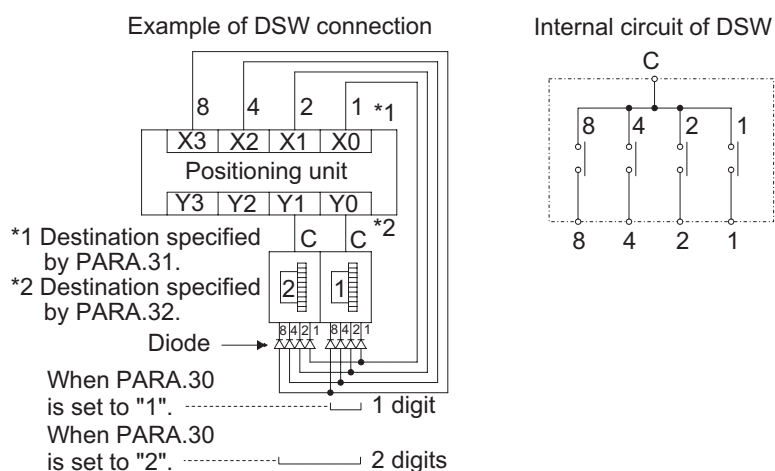 Example of DSW connection
Internal circuit of DSW
8 4 2 1 *1
X3 X2 X1 X0
Positioning unit
Y3 Y2 Y1 Y0
*2
C C
*1 Destination specified
by PARA.31.
*2 Destination specified
by PARA.32.
2 1
8 4 2 1 8 4 2 1
Diode
When PARA.30
is set to "1". 1 digit
When PARA.30
is set to "2". 2 digits
C
8 4 2 1
8 4 2 1